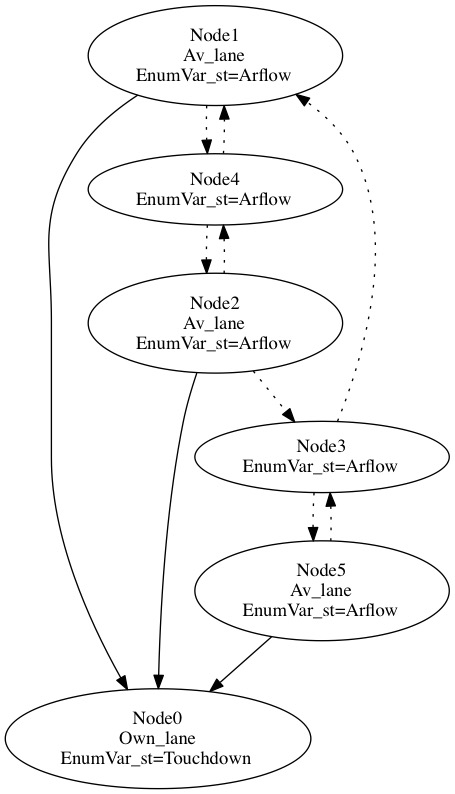 Node1
Av_lane
EnumVar_st=Arflow
Node4
EnumVar_st=Arflow
Node2
Av_lane
EnumVar_st=Arflow
Node3
EnumVar_st=Arflow
Node5
Av_lane
EnumVar_st=Arflow
Node0
Own_lane
EnumVar_st=Touchdown